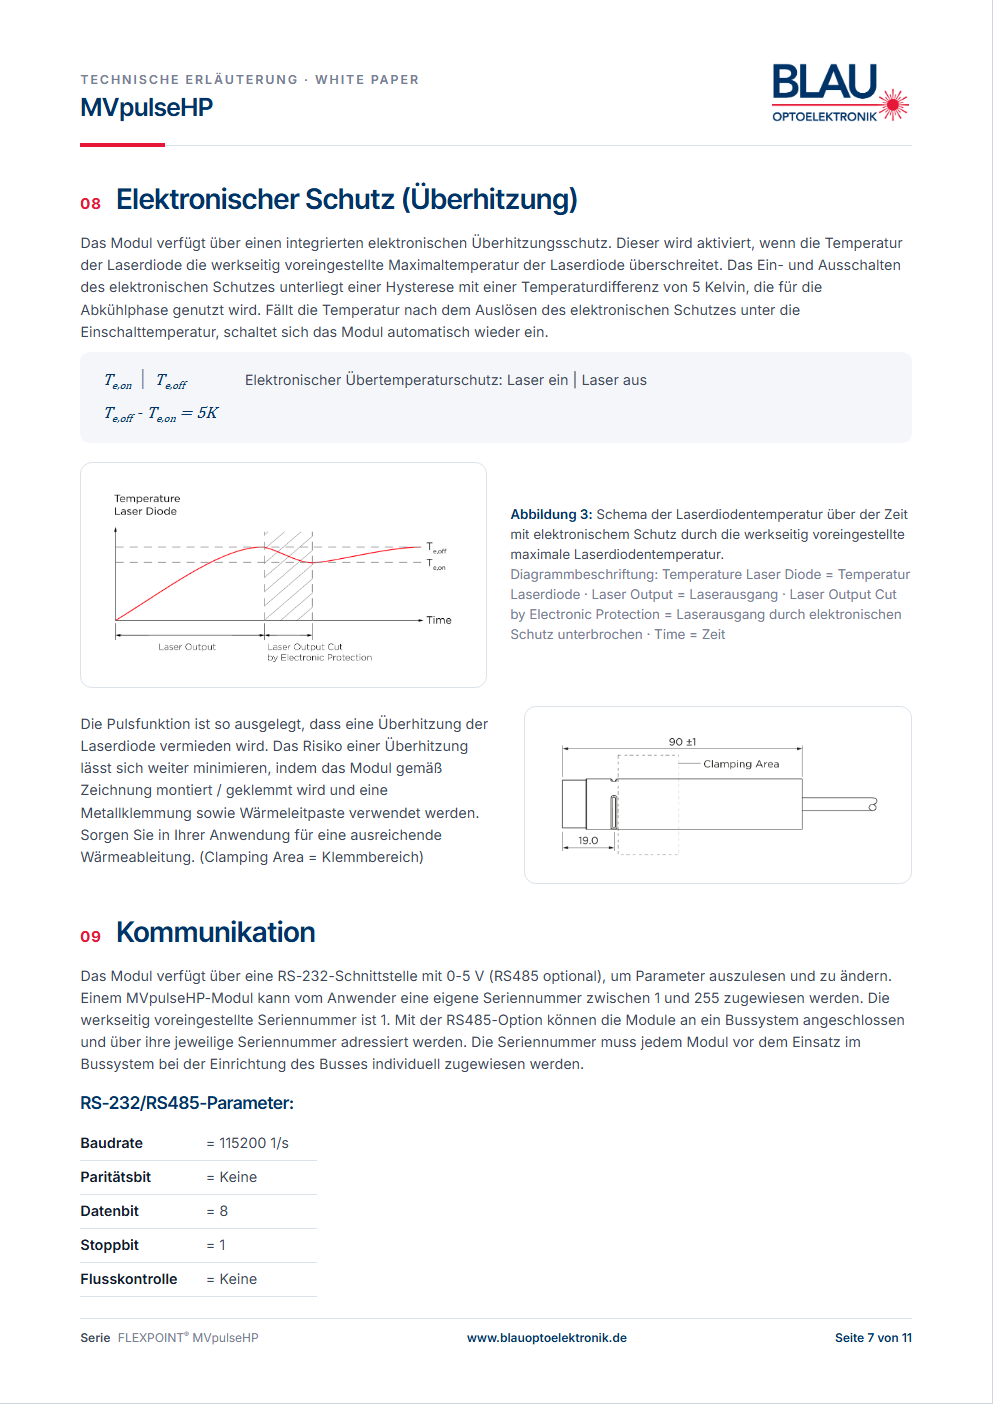 TECHNISCHE ERLÄUTERUNG · WHITE PAPER
MVpulseHP
BLAU
OPTOELEKTRONIK
08 Elektronischer Schutz (Überhitzung)
Das Modul verfügt über einen integrierten elektronischen Überhitzungsschutz. Dieser wird aktiviert, wenn die Temperatur
der Laserdiode die werkseitig voreingestellte Maximaltemperatur der Laserdiode überschreitet. Das Ein- und Ausschalten
des elektronischen Schutzes unterliegt einer Hysterese mit einer Temperaturdifferenz von 5 Kelvin, die für die
Abkühlphase genutzt wird. Fällt die Temperatur nach dem Auslösen des elektronischen Schutzes unter die
Einschalttemperatur, schaltet sich das Modul automatisch wieder ein.
Te,on | Te,off Elektronischer Übertemperaturschutz: Laser ein | Laser aus
Te,off - Te,on = 5K
Temperature
Laser Diode
Te,off
Te,on
Time
Laser Output
Laser Output Cut
by Electronic Protection
Abbildung 3: Schema der Laserdiodentemperatur über der Zeit
mit elektronischem Schutz durch die werkseitig voreingestellte
maximale Laserdiodentemperatur.
Diagrammbeschriftung: Temperature Laser Diode = Temperatur
Laserdiode · Laser Output = Laserausgang · Laser Output Cut
by Electronic Protection = Laserausgang durch elektronischen
Schutz unterbrochen · Time = Zeit
Die Pulsfunktion ist so ausgelegt, dass eine Überhitzung der
Laserdiode vermieden wird. Das Risiko einer Überhitzung
lässt sich weiter minimieren, indem das Modul gemäß
Zeichnung montiert / geklemmt wird und eine
Metallklemmung sowie Wärmeleitpaste verwendet werden.
Sorgen Sie in Ihrer Anwendung für eine ausreichende
Wärmeableitung. (Clamping Area = Klemmbereich)
90 ±1
Clamping Area
19.0
09 Kommunikation
Das Modul verfügt über eine RS-232-Schnittstelle mit 0-5 V (RS485 optional), um Parameter auszulesen und zu ändern.
Einem MVpulseHP-Modul kann vom Anwender eine eigene Seriennummer zwischen 1 und 255 zugewiesen werden. Die
werkseitig voreingestellte Seriennummer ist 1. Mit der RS485-Option können die Module an ein Bussystem angeschlossen
und über ihre jeweilige Seriennummer adressiert werden. Die Seriennummer muss jedem Modul vor dem Einsatz im
Bussystem bei der Einrichtung des Busses individuell zugewiesen werden.
RS-232/RS485-Parameter:
Baudrate = 115200 1/s
Paritätsbit = Keine
Datenbit = 8
Stoppbit = 1
Flusskontrolle = Keine
Serie FLEXPOINT® MVpulseHP www.blauoptoelektronik.de Seite 7 von 11